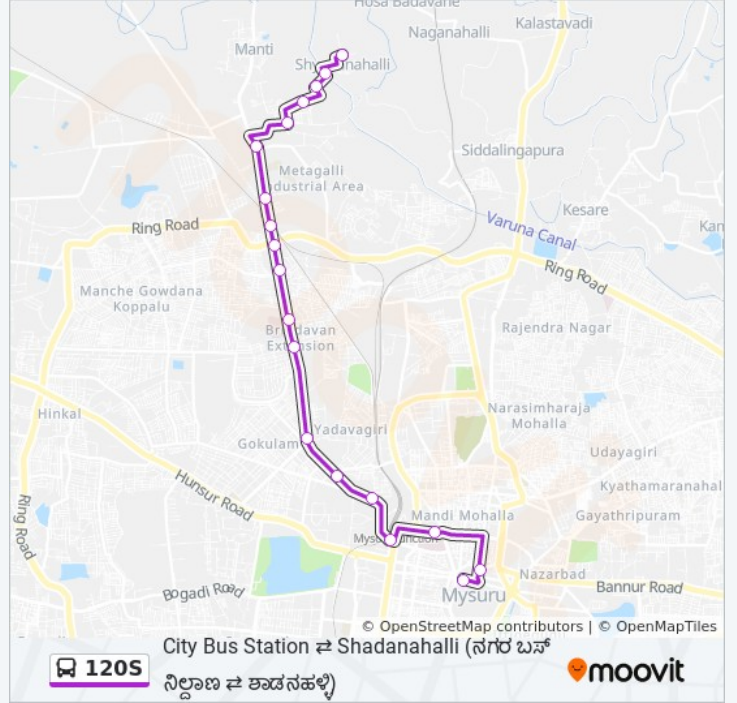 Hosa Badavane
Kalastavadi
Naganahalli
Manti
Siddalingapura
Metagalli
Industrial Area
Kesare
Varuna Canal
Ring Road
Ring Road
Manche Gowdana
Koppalu
Rajendra Nagar
Brindavan
Extension
Hinkal
Narasimharaja
Mohalla
Yadavagiri
Gokulam
Udayagiri
Kyathamaranahal
Hunsur Road
Ring Road
Mandi Mohalla
Gayathripuram
Nazarbad
Bogadi Road
Bannur Road
Mysuru
© OpenStreetMap contributors | © OpenMapTiles
120S
City Bus Station ⇄ Shadanahalli (ನಗರ ಬಸ್
ನಿಲ್ದಾಣ ⇄ ಶಾಡನಹಳ್ಳಿ)
moovit